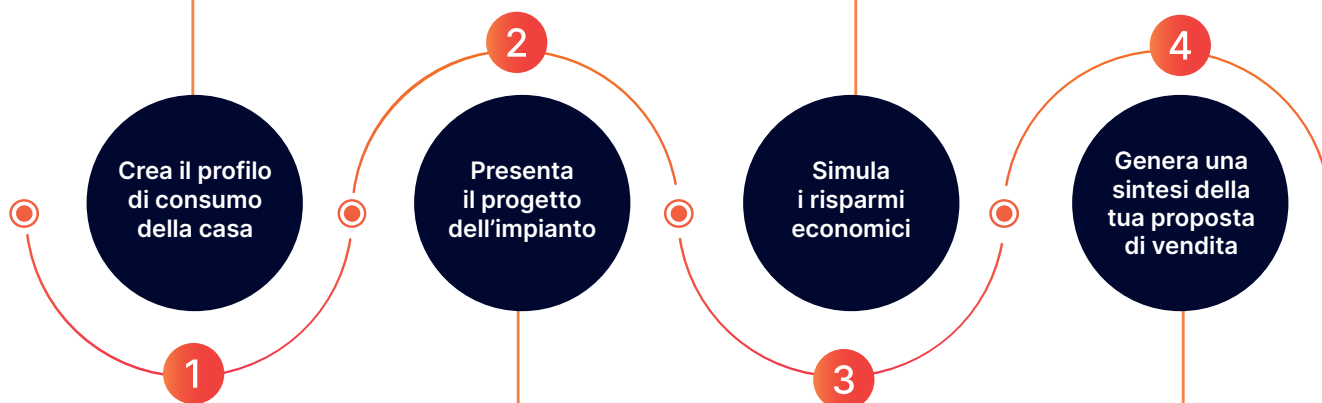 1
Crea il profilo
di consumo
della casa
2
Presenta
il progetto
dell’impianto
3
Simula
i risparmi
economici
4
Genera una
sintesi della
tua proposta
di vendita